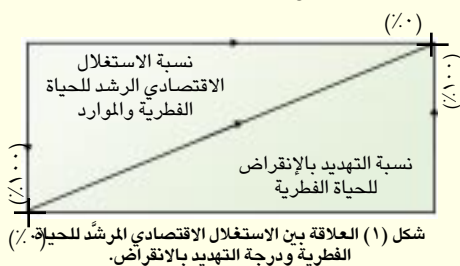 (٪٠)
نسبة الاستغلال
الاقتصادي الرشد للحياة
الفطرية والموارد
(٪١٠٠)
نسبة التهديد بالإنقراض
للحياة الفطرية
(٪١٠٠)
(٪٠)
شكل (١) العلاقة بين الاستغلال الاقتصادي المرشَّد للحياة
الفطرية ودرجة التهديد بالانقراض.